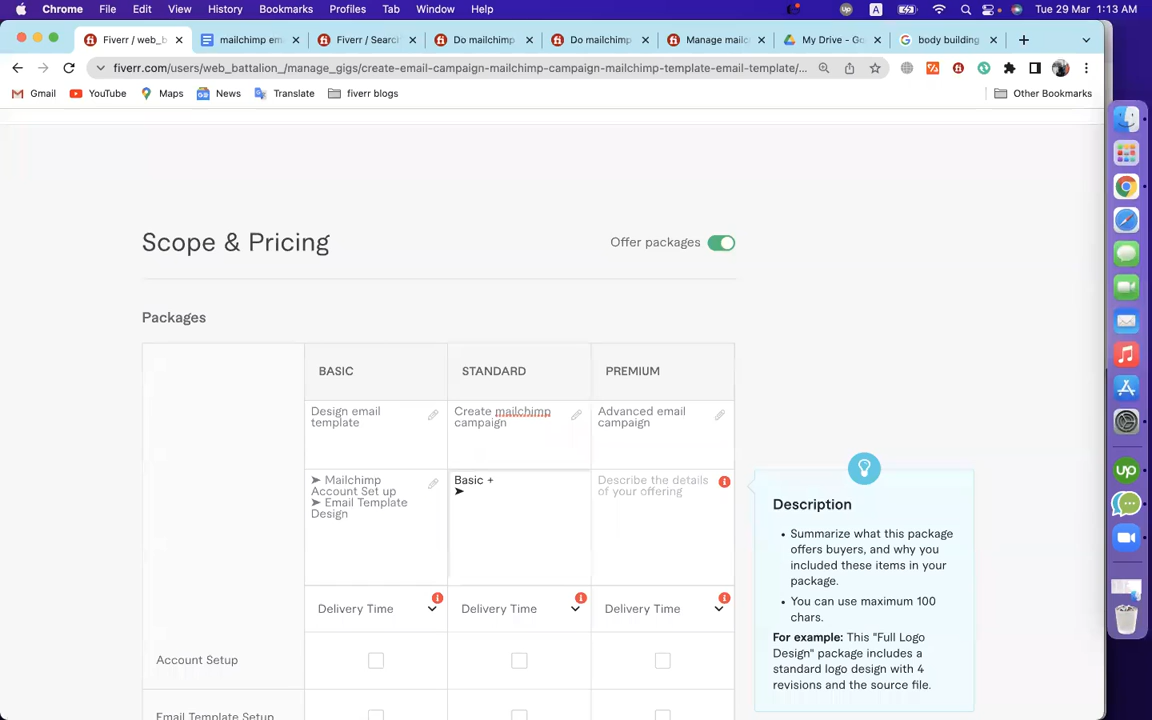 Chrome File Edit View History Bookmarks Profiles Tab Window Help A Tue 29 Mar 1:13 AM
Fiverr / web_b mailchimp em Fiverr / Searci Do mailchimp Do mailchimp Manage mailc My Drive - Go body building
fiverr.com/users/web_battalion_/manage_gigs/create-email-campaign-mailchimp-campaign-mailchimp-template-email-template/...
Gmail YouTube Maps News Translate fiverr blogs Other Bookmarks
Scope & Pricing
Offer packages
Packages
BASIC STANDARD PREMIUM
Design email
template
Create mailchimp
campaign
Advanced email
campaign
➤ Mailchimp
Account Set up
➤ Email Template
Design
Basic +
➤
Describe the details
of your offering
Description
• Summarize what this package
offers buyers, and why you
included these items in your
package.
• You can use maximum 100
chars.
For example: This "Full Logo
Design" package includes a
standard logo design with 4
revisions and the source file.
Delivery Time Delivery Time Delivery Time
Account Setup
Email Template Setup